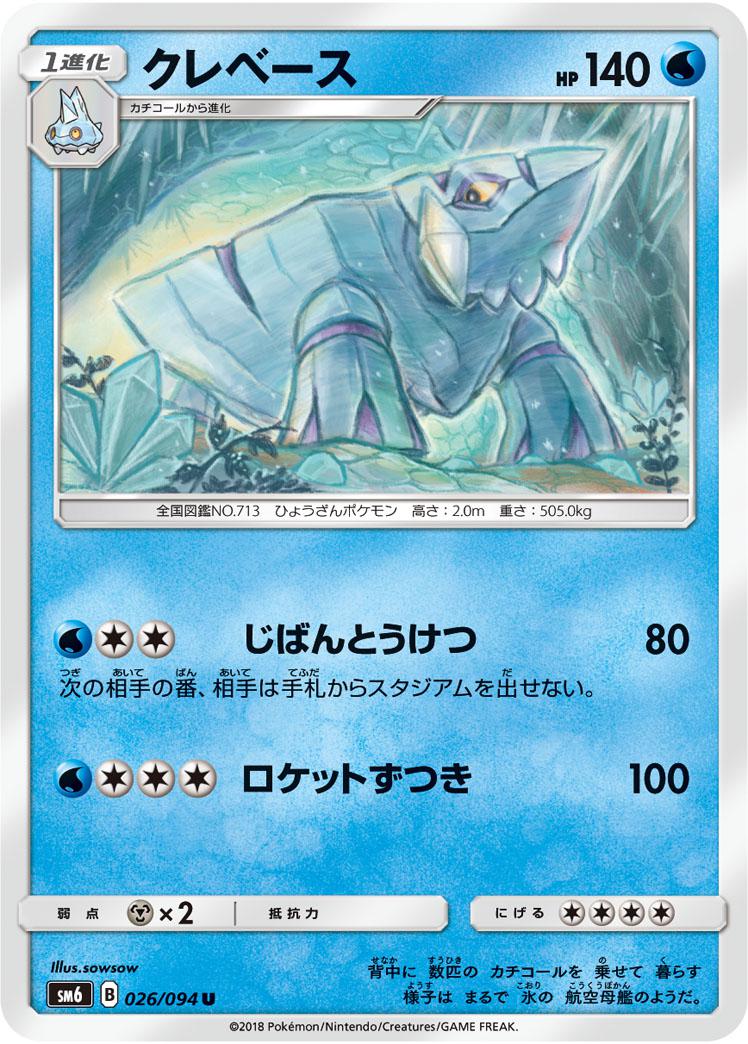 1進化
クレベース
HP 140
カチコールから進化
全国図鑑NO.713 ひょうざんポケモン 高さ:2.0m 重さ:505.0kg
じばんとうけつ 80
次の相手の番、相手は手札からスタジアムを出せない。
ロケットずつき 100
弱点 ×2 抵抗力 にげる
Illus.sowsow
背中に 数匹の カチコールを 乗せて 暮らす
様子は まるで 氷の 航空母艦のようだ。
SM6 B 026/094 U
©2018 Pokémon/Nintendo/Creatures/GAME FREAK.